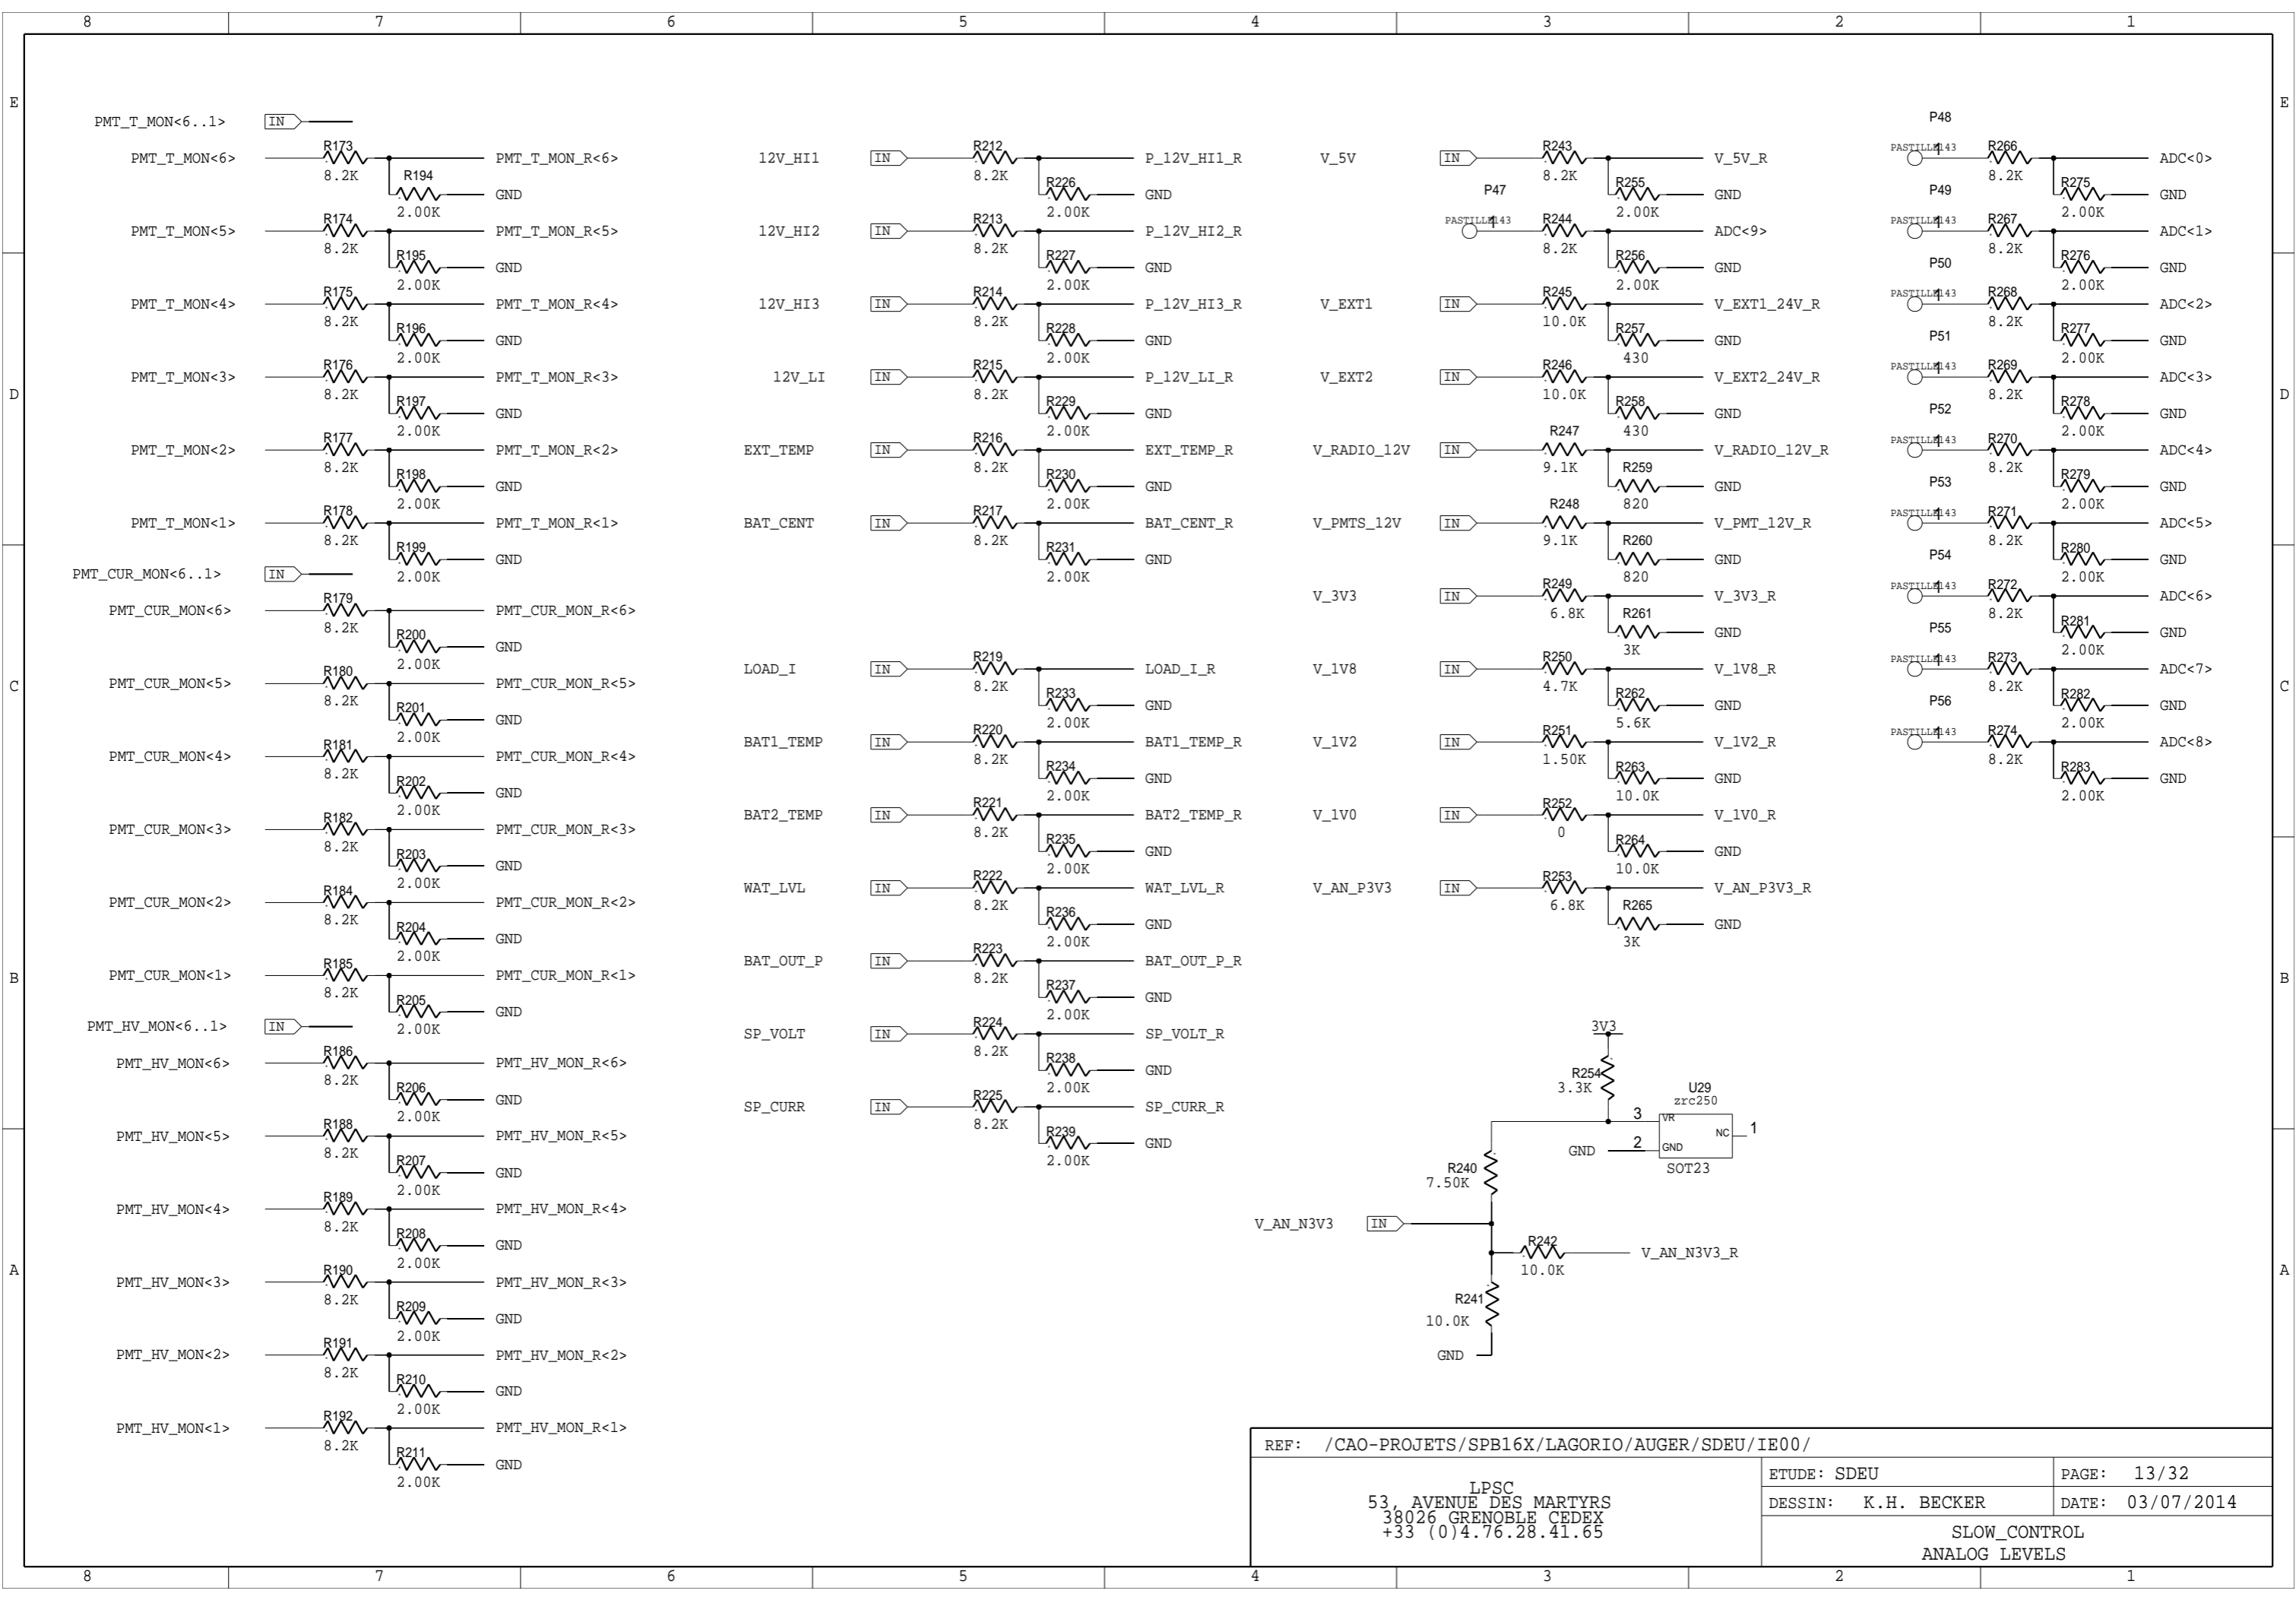 8 7 6 5 4 3 2 1
E
E
D
D
C
C
B
B
A
A
PMT_T_MON<6..1> IN
PMT_T_MON<6> R173 8.2K PMT_T_MON_R<6>
R194 2.00K GND
PMT_T_MON<5> R174 8.2K PMT_T_MON_R<5>
R195 2.00K GND
PMT_T_MON<4> R175 8.2K PMT_T_MON_R<4>
R196 2.00K GND
PMT_T_MON<3> R176 8.2K PMT_T_MON_R<3>
R197 2.00K GND
PMT_T_MON<2> R177 8.2K PMT_T_MON_R<2>
R198 2.00K GND
PMT_T_MON<1> R178 8.2K PMT_T_MON_R<1>
R199 2.00K GND
PMT_CUR_MON<6..1> IN
PMT_CUR_MON<6> R179 8.2K PMT_CUR_MON_R<6>
R200 2.00K GND
PMT_CUR_MON<5> R180 8.2K PMT_CUR_MON_R<5>
R201 2.00K GND
PMT_CUR_MON<4> R181 8.2K PMT_CUR_MON_R<4>
R202 2.00K GND
PMT_CUR_MON<3> R182 8.2K PMT_CUR_MON_R<3>
R203 2.00K GND
PMT_CUR_MON<2> R184 8.2K PMT_CUR_MON_R<2>
R204 2.00K GND
PMT_CUR_MON<1> R185 8.2K PMT_CUR_MON_R<1>
R205 2.00K GND
PMT_HV_MON<6..1> IN
PMT_HV_MON<6> R186 8.2K PMT_HV_MON_R<6>
R206 2.00K GND
PMT_HV_MON<5> R188 8.2K PMT_HV_MON_R<5>
R207 2.00K GND
PMT_HV_MON<4> R189 8.2K PMT_HV_MON_R<4>
R208 2.00K GND
PMT_HV_MON<3> R190 8.2K PMT_HV_MON_R<3>
R209 2.00K GND
PMT_HV_MON<2> R191 8.2K PMT_HV_MON_R<2>
R210 2.00K GND
PMT_HV_MON<1> R192 8.2K PMT_HV_MON_R<1>
R211 2.00K GND
12V_HI1 IN R212 8.2K P_12V_HI1_R
R226 2.00K GND
12V_HI2 IN R213 8.2K P_12V_HI2_R
R227 2.00K GND
12V_HI3 IN R214 8.2K P_12V_HI3_R
R228 2.00K GND
12V_LI IN R215 8.2K P_12V_LI_R
R229 2.00K GND
EXT_TEMP IN R216 8.2K EXT_TEMP_R
R230 2.00K GND
BAT_CENT IN R217 8.2K BAT_CENT_R
R231 2.00K GND
LOAD_I IN R219 8.2K LOAD_I_R
R233 2.00K GND
BAT1_TEMP IN R220 8.2K BAT1_TEMP_R
R234 2.00K GND
BAT2_TEMP IN R221 8.2K BAT2_TEMP_R
R235 2.00K GND
WAT_LVL IN R222 8.2K WAT_LVL_R
R236 2.00K GND
BAT_OUT_P IN R223 8.2K BAT_OUT_P_R
R237 2.00K GND
SP_VOLT IN R224 8.2K SP_VOLT_R
R238 2.00K GND
SP_CURR IN R225 8.2K SP_CURR_R
R239 2.00K GND
V_5V IN R243 8.2K V_5V_R
R255 2.00K GND
P47 PASTILLE143 1 R244 8.2K ADC<9>
R256 2.00K GND
V_EXT1 IN R245 10.0K V_EXT1_24V_R
R257 430 GND
V_EXT2 IN R246 10.0K V_EXT2_24V_R
R258 430 GND
V_RADIO_12V IN R247 9.1K V_RADIO_12V_R
R259 820 GND
V_PMTS_12V IN R248 9.1K V_PMT_12V_R
R260 820 GND
V_3V3 IN R249 6.8K V_3V3_R
R261 3K GND
V_1V8 IN R250 4.7K V_1V8_R
R262 5.6K GND
V_1V2 IN R251 1.50K V_1V2_R
R263 10.0K GND
V_1V0 IN R252 0 V_1V0_R
R264 10.0K GND
V_AN_P3V3 IN R253 6.8K V_AN_P3V3_R
R265 3K GND
3V3
R254 3.3K
U29
zrc250
3 VR
NC 1
GND 2 GND
SOT23
R240 7.50K
V_AN_N3V3 IN
R242 10.0K V_AN_N3V3_R
R241 10.0K
GND
P48 PASTILLE143 1 R266 8.2K ADC<0>
R275 2.00K GND
P49 PASTILLE143 1 R267 8.2K ADC<1>
R276 2.00K GND
P50 PASTILLE143 1 R268 8.2K ADC<2>
R277 2.00K GND
P51 PASTILLE143 1 R269 8.2K ADC<3>
R278 2.00K GND
P52 PASTILLE143 1 R270 8.2K ADC<4>
R279 2.00K GND
P53 PASTILLE143 1 R271 8.2K ADC<5>
R280 2.00K GND
P54 PASTILLE143 1 R272 8.2K ADC<6>
R281 2.00K GND
P55 PASTILLE143 1 R273 8.2K ADC<7>
R282 2.00K GND
P56 PASTILLE143 1 R274 8.2K ADC<8>
R283 2.00K GND
REF: /CAO-PROJETS/SPB16X/LAGORIO/AUGER/SDEU/IE00/
LPSC
53, AVENUE DES MARTYRS
38026 GRENOBLE CEDEX
+33 (0)4.76.28.41.65
ETUDE: SDEU PAGE: 13/32
DESSIN: K.H. BECKER DATE: 03/07/2014
SLOW_CONTROL
ANALOG LEVELS
8 7 6 5 4 3 2 1